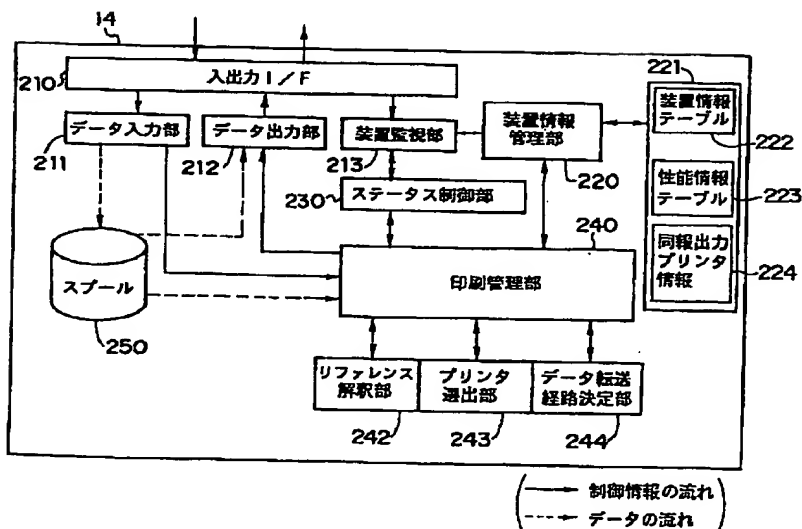 14
210
入出力I/F
221
データ入力部
データ出力部
装置監視部
装置情報
管理部
装置情報
テーブル
211
212
213
222
220
230
ステータス制御部
性能情報
テーブル
223
240
同報出力
プリンタ
情報
224
スプール
印刷管理部
250
リファレンス
解釈部
プリンタ
選出部
データ転送
経路決定部
242
243
244
制御情報の流れ
データの流れ